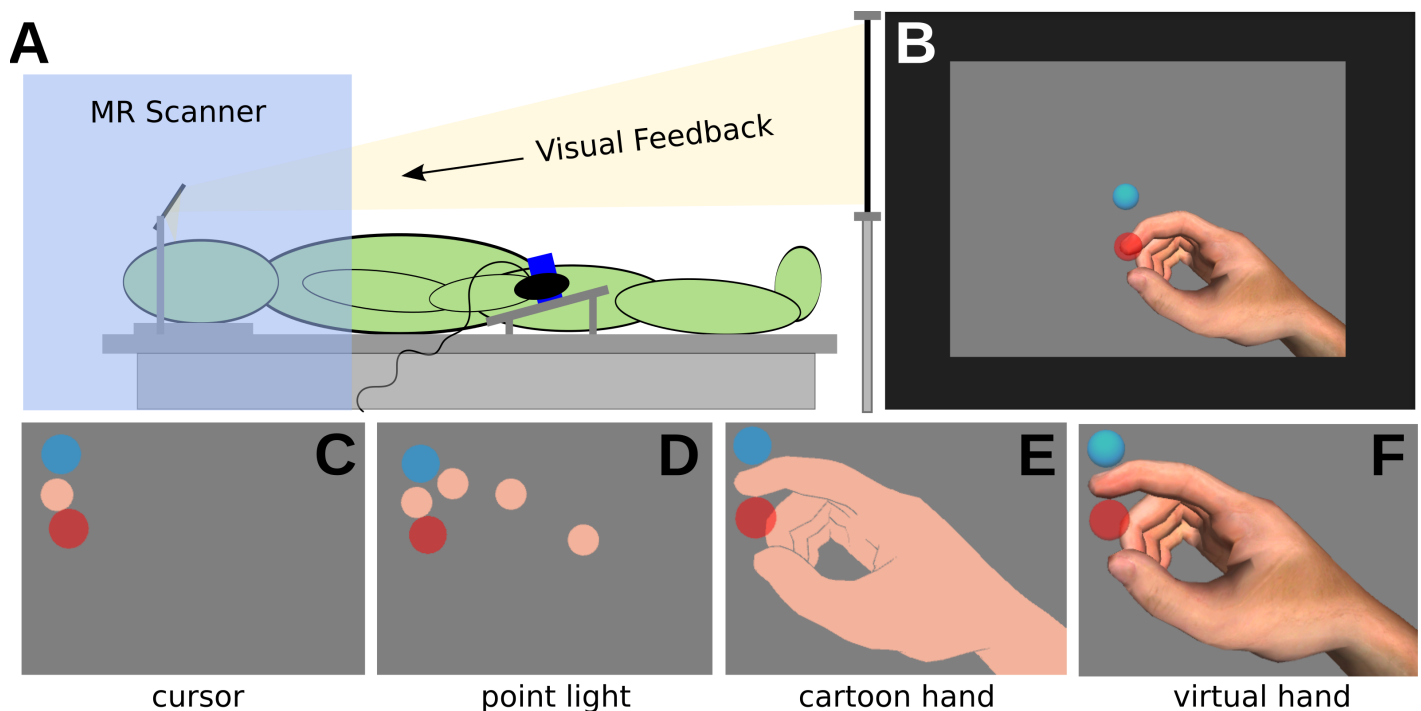 A
MR Scanner
Visual Feedback
B
C
D
E
F
cursor
point light
cartoon hand
virtual hand